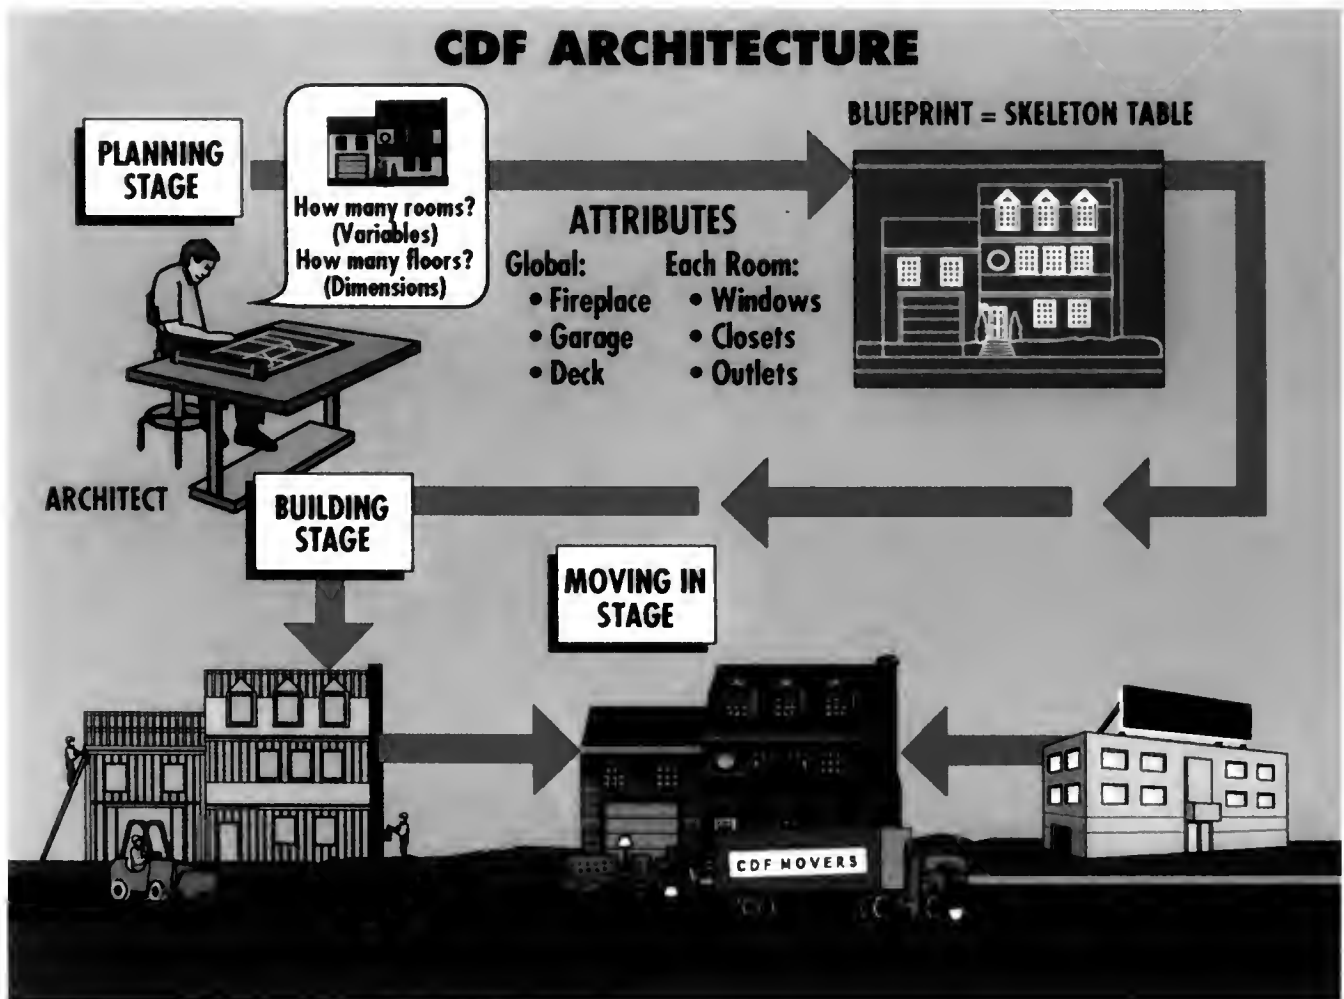 CDF ARCHITECTURE
PLANNING
STAGE
How many rooms?
(Variables)
How many floors?
(Dimensions)
BLUEPRINT = SKELETON TABLE
ATTRIBUTES
Global:
• Fireplace
• Garage
• Deck
Each Room:
• Windows
• Closets
• Outlets
ARCHITECT
BUILDING
STAGE
MOVING IN
STAGE
CDF MOVERS